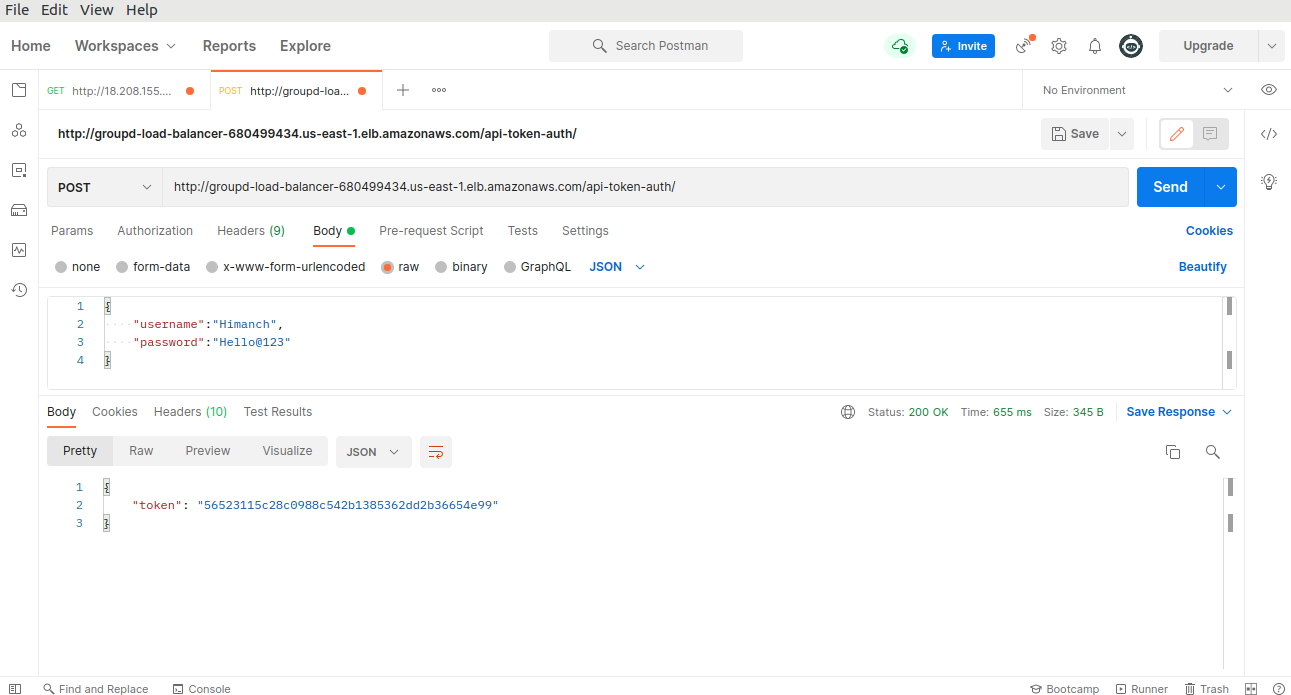 File Edit View Help
Home Workspaces Reports Explore Search Postman Invite Upgrade
GET http://18.208.155.... POST http://groupd-loa... No Environment
http://groupd-load-balancer-680499434.us-east-1.elb.amazonaws.com/api-token-auth/ Save
POST http://groupd-load-balancer-680499434.us-east-1.elb.amazonaws.com/api-token-auth/ Send
Params Authorization Headers (9) Body Pre-request Script Tests Settings Cookies
none form-data x-www-form-urlencoded raw binary GraphQL JSON Beautify
1 {
2 "username":"Himanch",
3 "password":"Hello@123"
4 }
Body Cookies Headers (10) Test Results Status: 200 OK Time: 655 ms Size: 345 B Save Response
Pretty Raw Preview Visualize JSON
1 {
2 "token": "56523115c28c0988c542b1385362dd2b36654e99"
3 }
Find and Replace Console Bootcamp Runner Trash